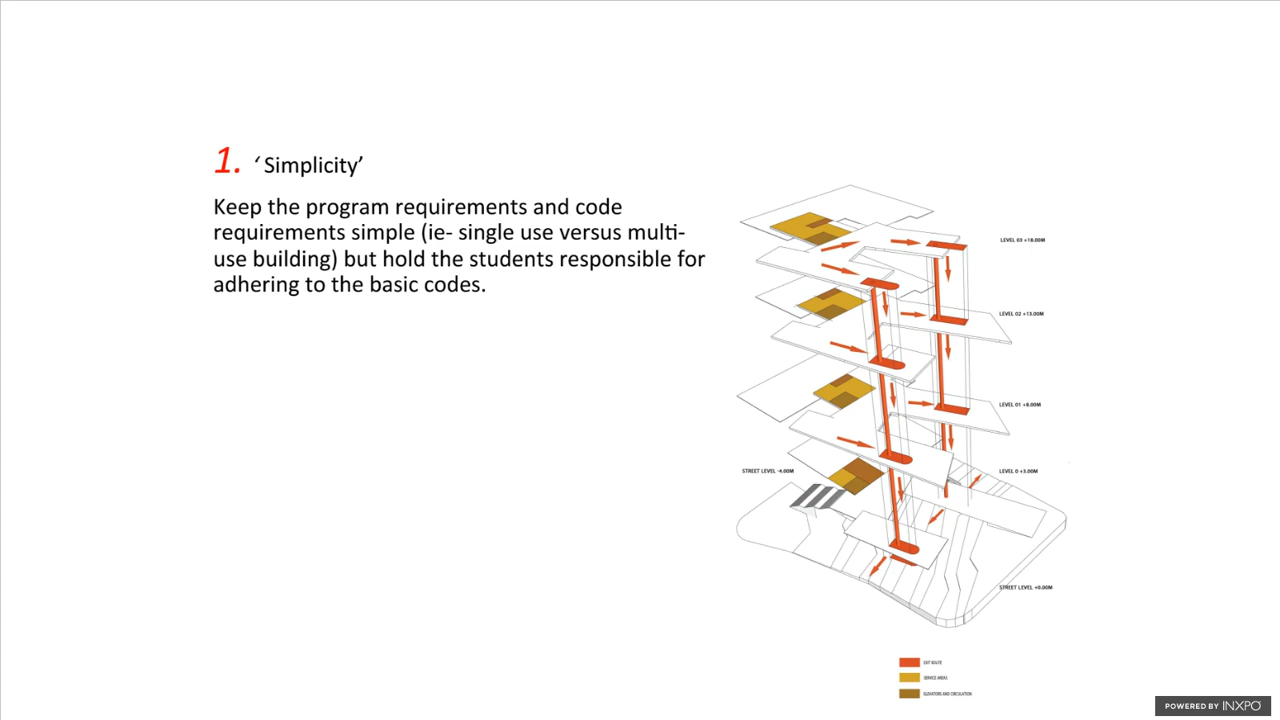 1. ‘ Simplicity’
Keep the program requirements and code
requirements simple (ie- single use versus multi-
use building) but hold the students responsible for
adhering to the basic codes.
LEVEL 03 +18.00M
LEVEL 02 +13.00M
LEVEL 01 +8.00M
STREET LEVEL -4.00M
LEVEL 0 +3.00M
STREET LEVEL +0.00M
EXIT ROUTE
SERVICE AREAS
ELEVATORS AND CIRCULATION
POWERED BY INXPO